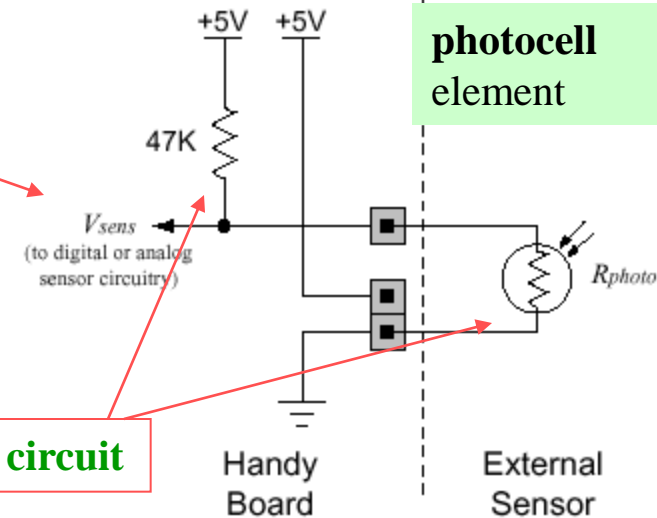 +5V +5V
photocell
element
47K
Vsens
(to digital or analog
sensor circuitry)
Rphoto
circuit
Handy
Board
External
Sensor